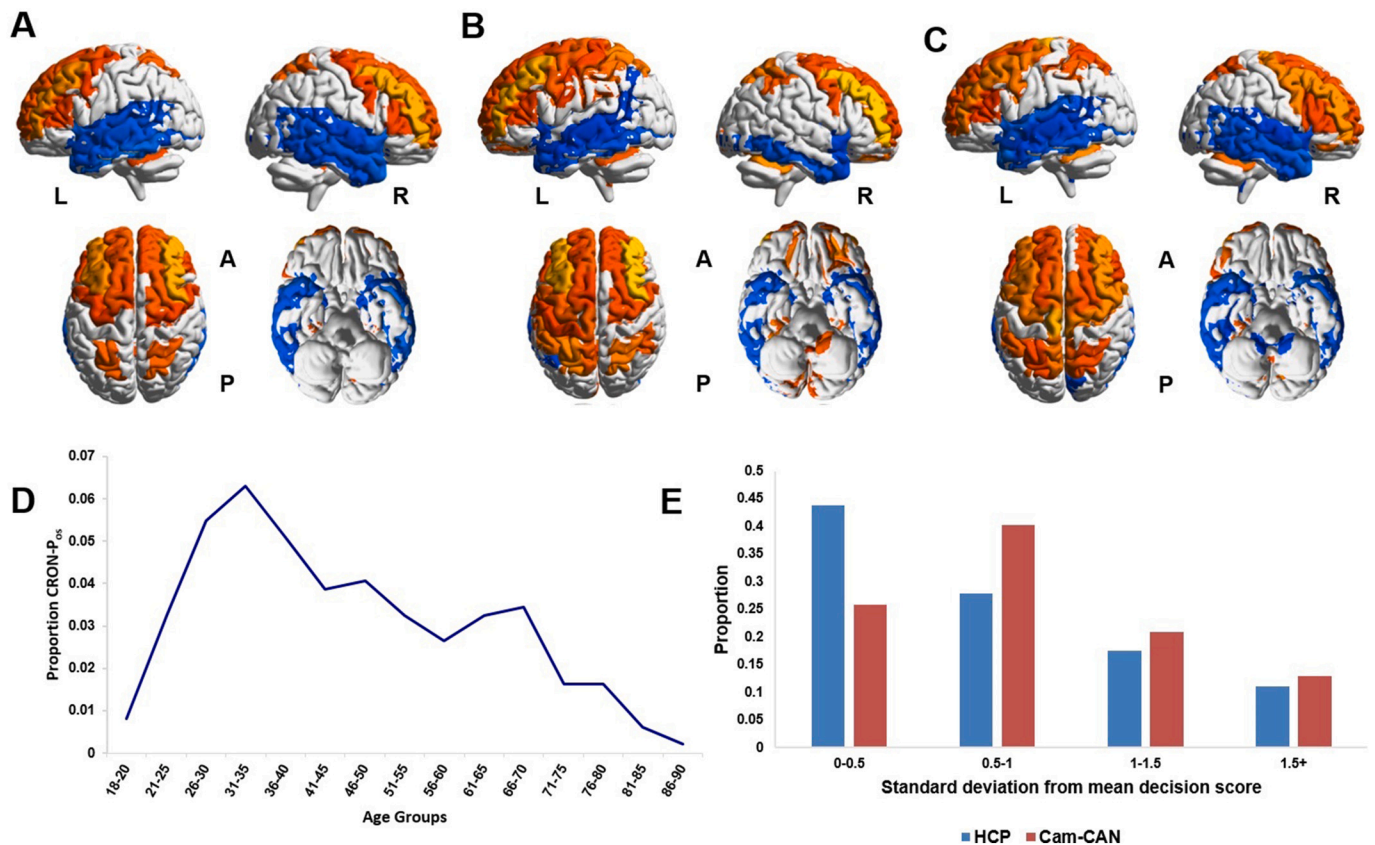 A
B
C
L
R
L
R
L
R
A
A
A
P
P
P
D
0.07
0.06
0.05
0.04
0.03
0.02
0.01
0
Proportion CRON-Pos
18-20
21-25
26-30
31-35
36-40
41-45
46-50
51-55
56-60
61-65
66-70
71-75
76-80
81-85
86-90
Age Groups
E
0.5
0.45
0.4
0.35
0.3
0.25
0.2
0.15
0.1
0.05
0
Proportion
0-0.5
0.5-1
1-1.5
1.5+
Standard deviation from mean decision score
HCP
Cam-CAN